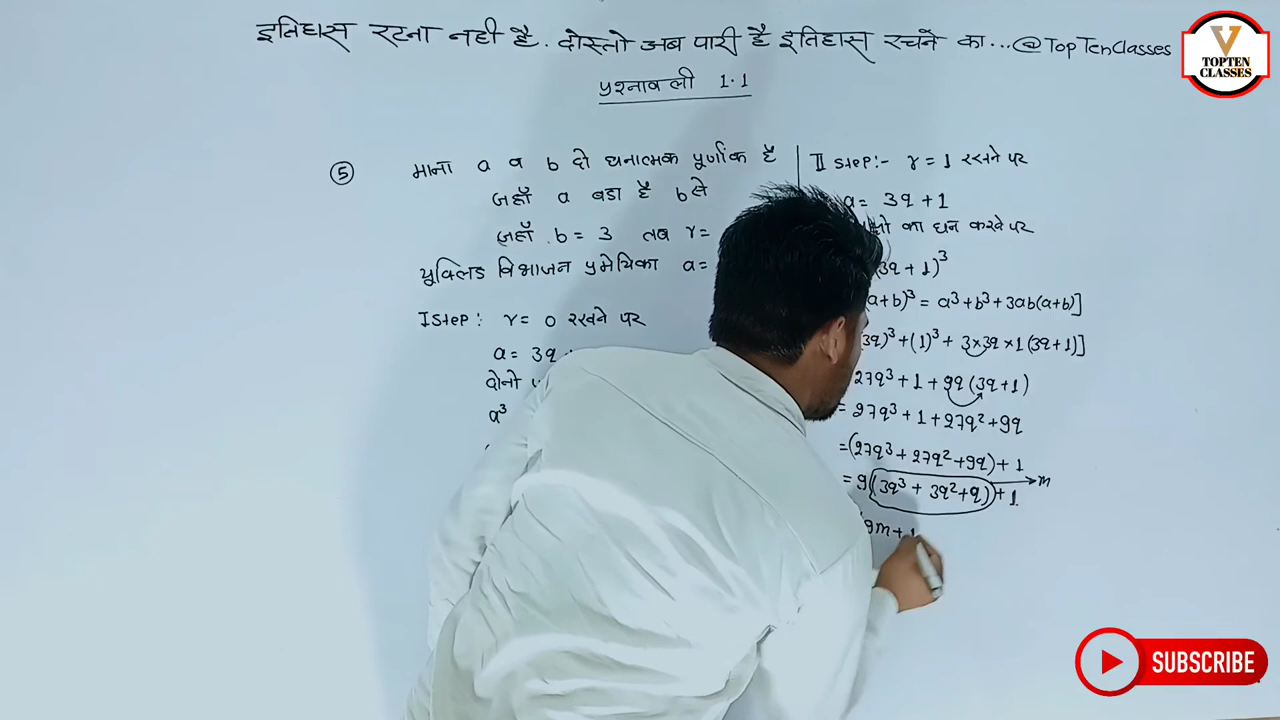 इतिहास रटना नही है. दोस्तो अब पारी है इतिहास रचने का... @TopTenClasses
V
TOPTEN
CLASSES
प्रश्नावली 1.1
⑤ माना a व b दो धनात्मक पूर्णांक है
जहाँ a बडा है b से
जहाँ b = 3 तब r =
युक्लिड विभाजन प्रमेयिका a =
I Step: r = 0 रखने पर
a = 3q
दोनो
a³
II Step:- r = 1 रखने पर
a = 3q + 1
का घन करने पर
(3q + 1)³
a+b)³ = a³+b³+3ab(a+b)]
3q)³ + (1)³ + 3×3q×1(3q+1)]
27q³ + 1 + 9q(3q+1)
= 27q³ + 1 + 27q² + 9q
= (27q³ + 27q² + 9q) + 1
= 9(3q³ + 3q² + q) + 1 → m
9m + 1
SUBSCRIBE